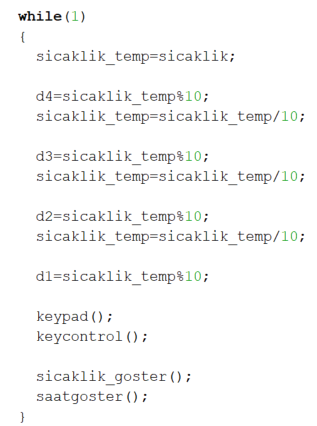 while(1)
{
sicaklik_temp=sicaklik;
d4=sicaklik_temp%10;
sicaklik_temp=sicaklik_temp/10;
d3=sicaklik_temp%10;
sicaklik_temp=sicaklik_temp/10;
d2=sicaklik_temp%10;
sicaklik_temp=sicaklik_temp/10;
d1=sicaklik_temp%10;
keypad();
keycontrol();
sicaklik_goster();
saatgoster();
}